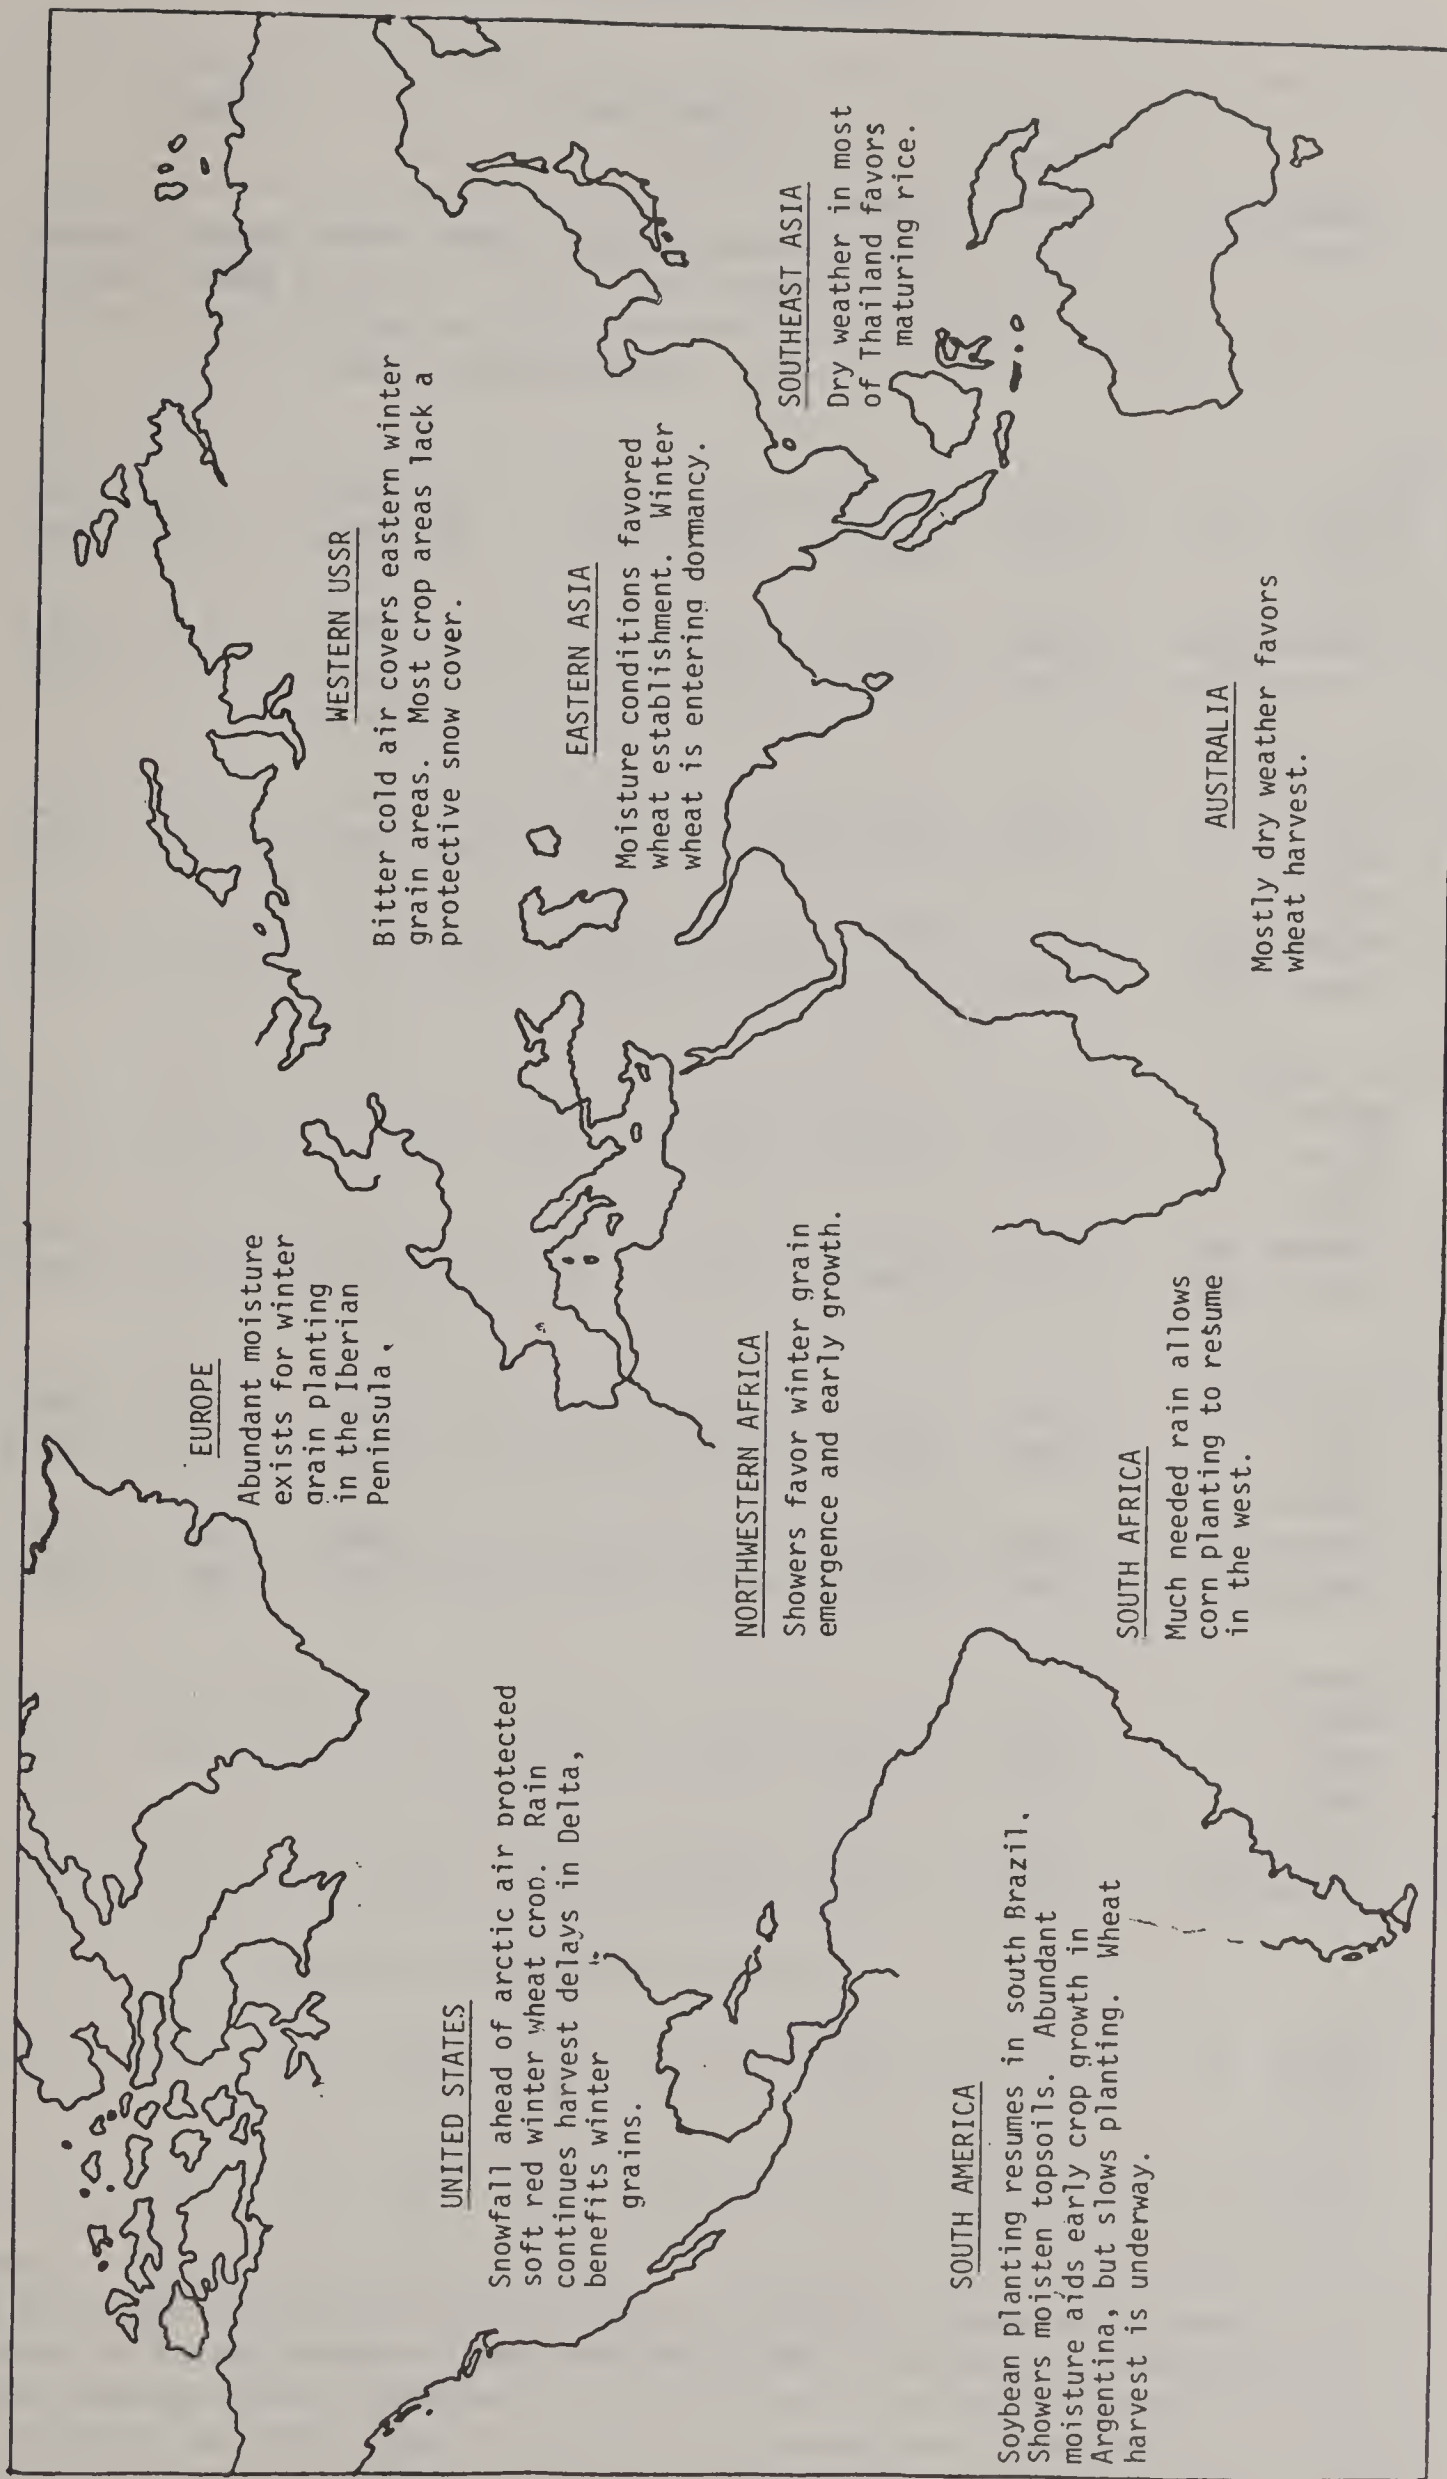 UNITED STATES
Snowfall ahead of arctic air protected
soft red winter wheat crop. Rain
continues harvest delays in Delta,
benefits winter
grains.
SOUTH AMERICA
Soybean planting resumes in south Brazil.
Showers moisten topsoils. Abundant
moisture aids early crop growth in
Argentina, but slows planting. Wheat
harvest is underway.
EUROPE
Abundant moisture
exists for winter
grain planting
in the Iberian
Peninsula.
NORTHWESTERN AFRICA
Showers favor winter grain
emergence and early growth.
SOUTH AFRICA
Much needed rain allows
corn planting to resume
in the west.
WESTERN USSR
Bitter cold air covers eastern winter
grain areas. Most crop areas lack a
protective snow cover.
EASTERN ASIA
Moisture conditions favored
wheat establishment. Winter
wheat is entering dormancy.
SOUTHEAST ASIA
Dry weather in most
of Thailand favors
maturing rice.
AUSTRALIA
Mostly dry weather favors
wheat harvest.